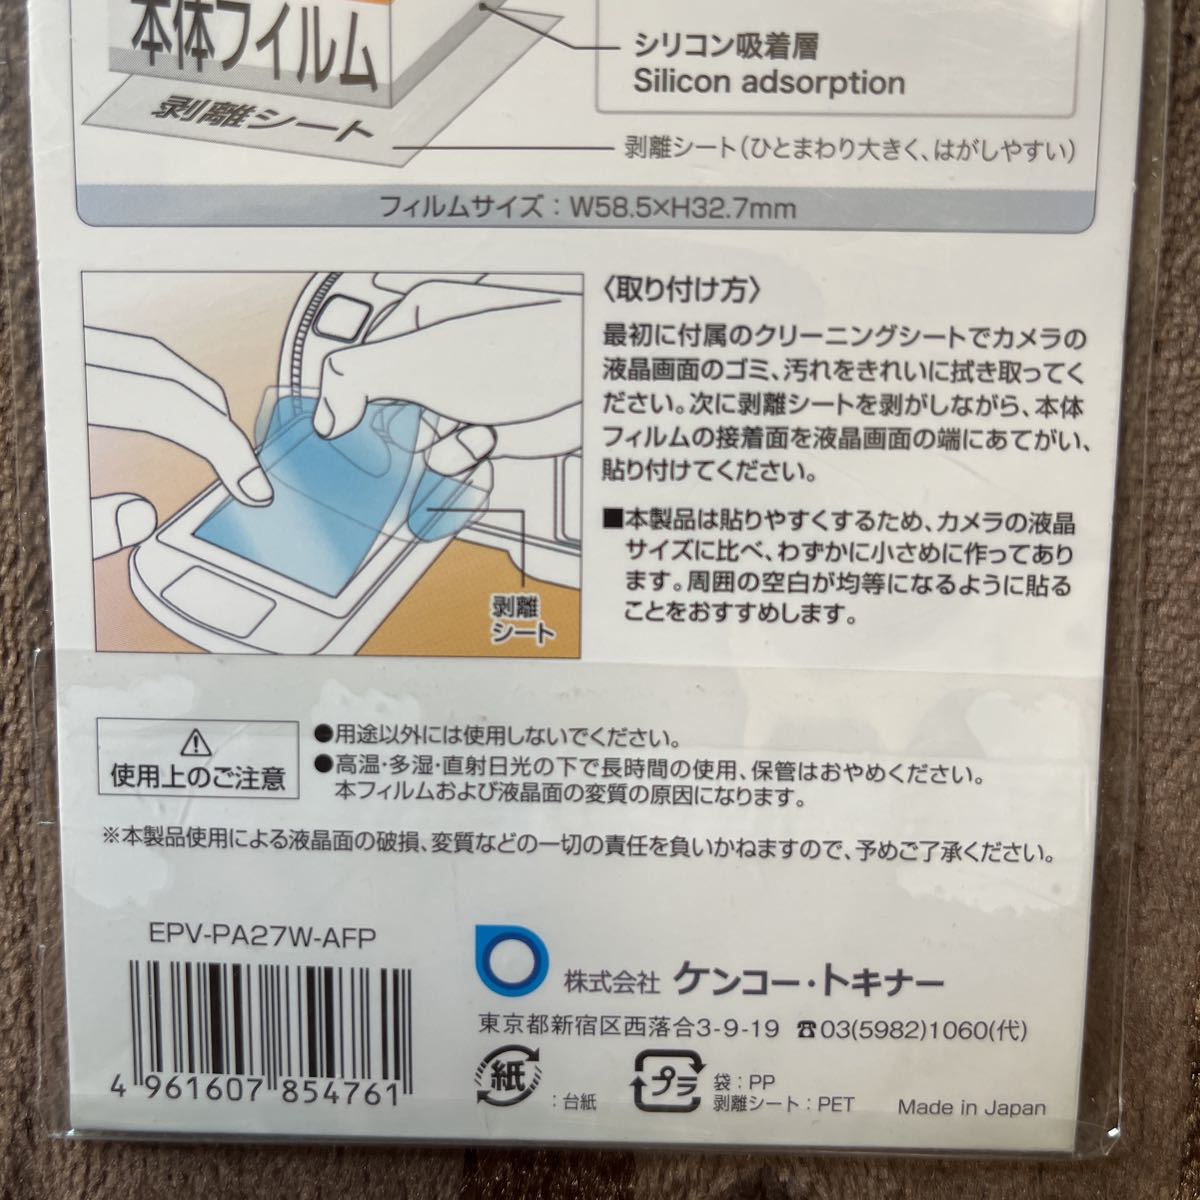 本体フィルム
剥離シート
シリコン吸着層
Silicon adsorption
剥離シート(ひとまわり大きく、はがしやすい)
フィルムサイズ：W58.5×H32.7mm
〈取り付け方〉
最初に付属のクリーニングシートでカメラの
液晶画面のゴミ、汚れをきれいに拭き取ってく
ださい。次に剥離シートを剥がしながら、本体
フィルムの接着面を液晶画面の端にあてがい、
貼り付けてください。
■本製品は貼りやすくするため、カメラの液晶
サイズに比べ、わずかに小さめに作ってあり
ます。周囲の空白が均等になるように貼る
ことをおすすめします。
剥離
シート
使用上のご注意
●用途以外には使用しないでください。
●高温・多湿・直射日光の下で長時間の使用、保管はおやめください。
本フィルムおよび液晶面の変質の原因になります。
※本製品使用による液晶面の破損、変質などの一切の責任を負いかねますので、予めご了承ください。
EPV-PA27W-AFP
4 961607 854761
株式会社 ケンコー・トキナー
東京都新宿区西落合3-9-19 ☎03(5982)1060(代)
紙
：台紙
プラ
袋：PP
剥離シート：PET
Made in Japan